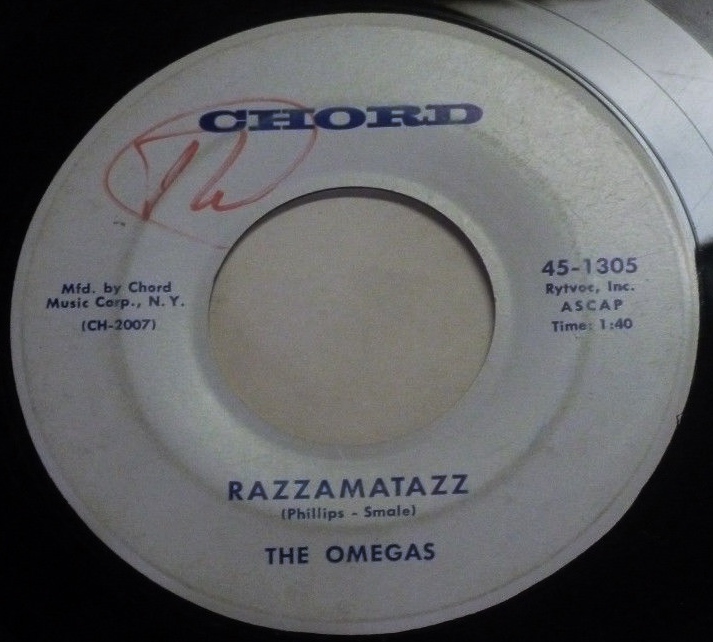 CHORD
Mfd. by Chord
Music Corp., N. Y.
(CH-2007)
45-1305
Rytvoc, Inc.
ASCAP
Time: 1:40
RAZZAMATAZZ
(Phillips - Smale)
THE OMEGAS